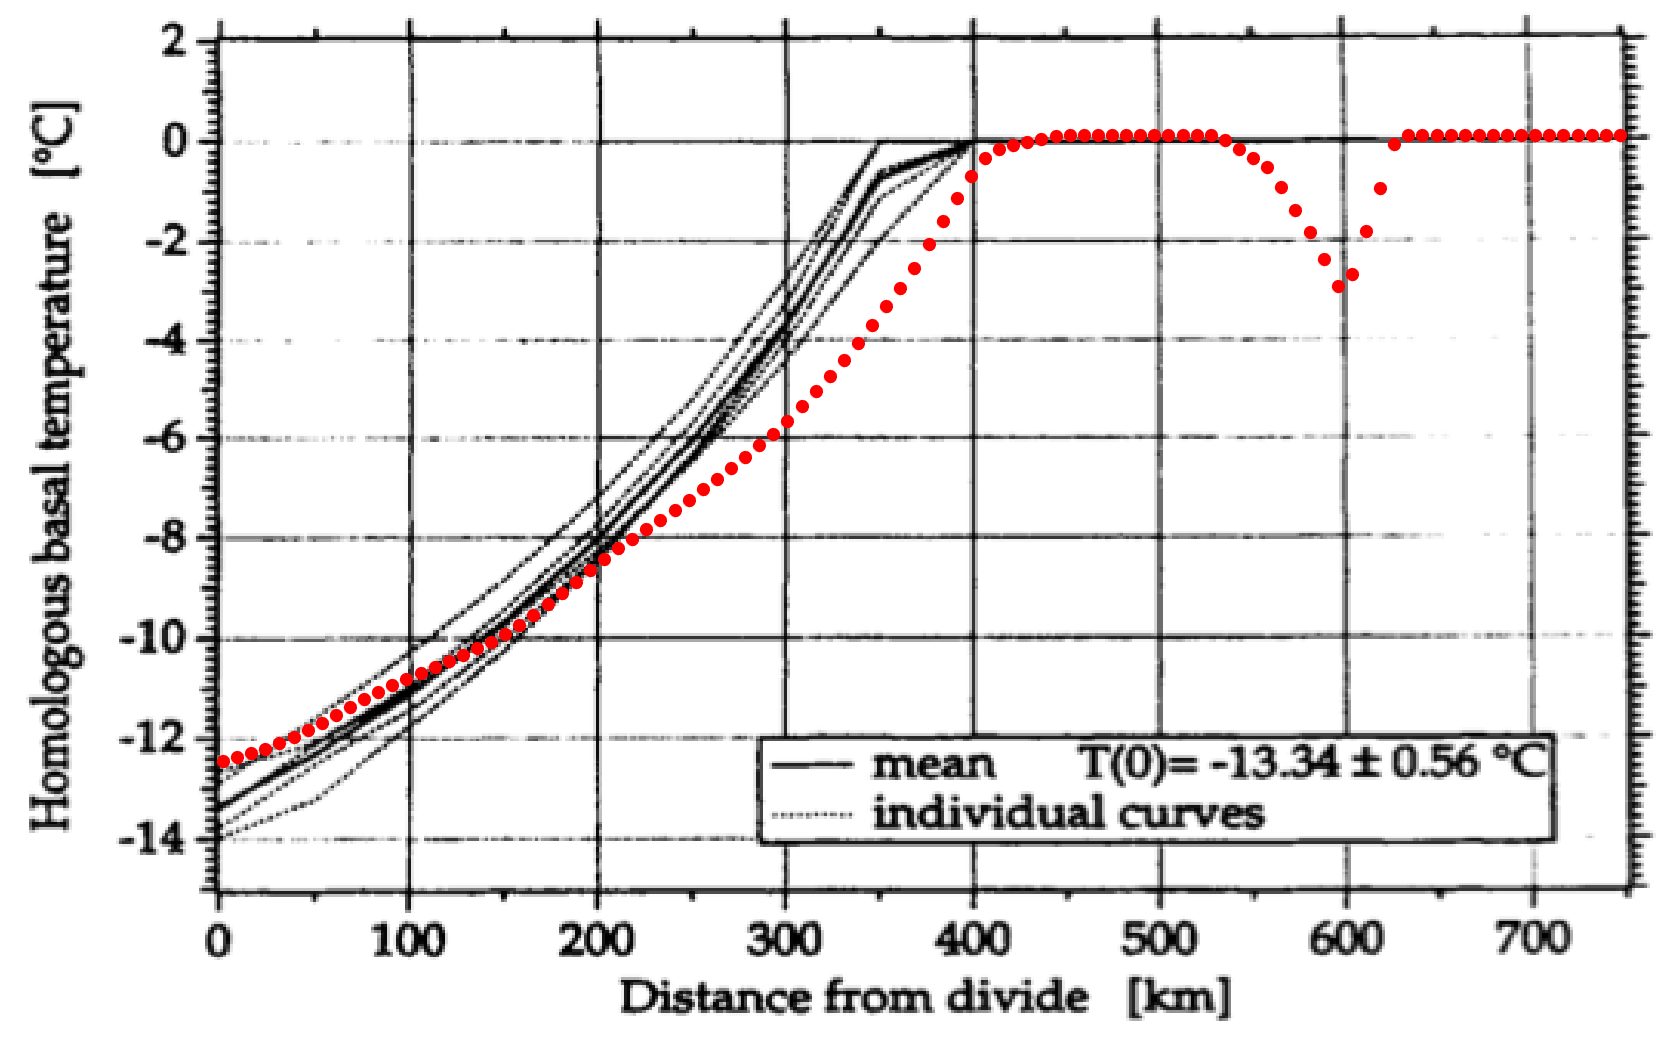 Homologous basal temperature [°C]
2
0
-2
-4
-6
-8
-10
-12
-14
mean T(0)= -13.34 ± 0.56 °C
individual curves
0 100 200 300 400 500 600 700
Distance from divide [km]